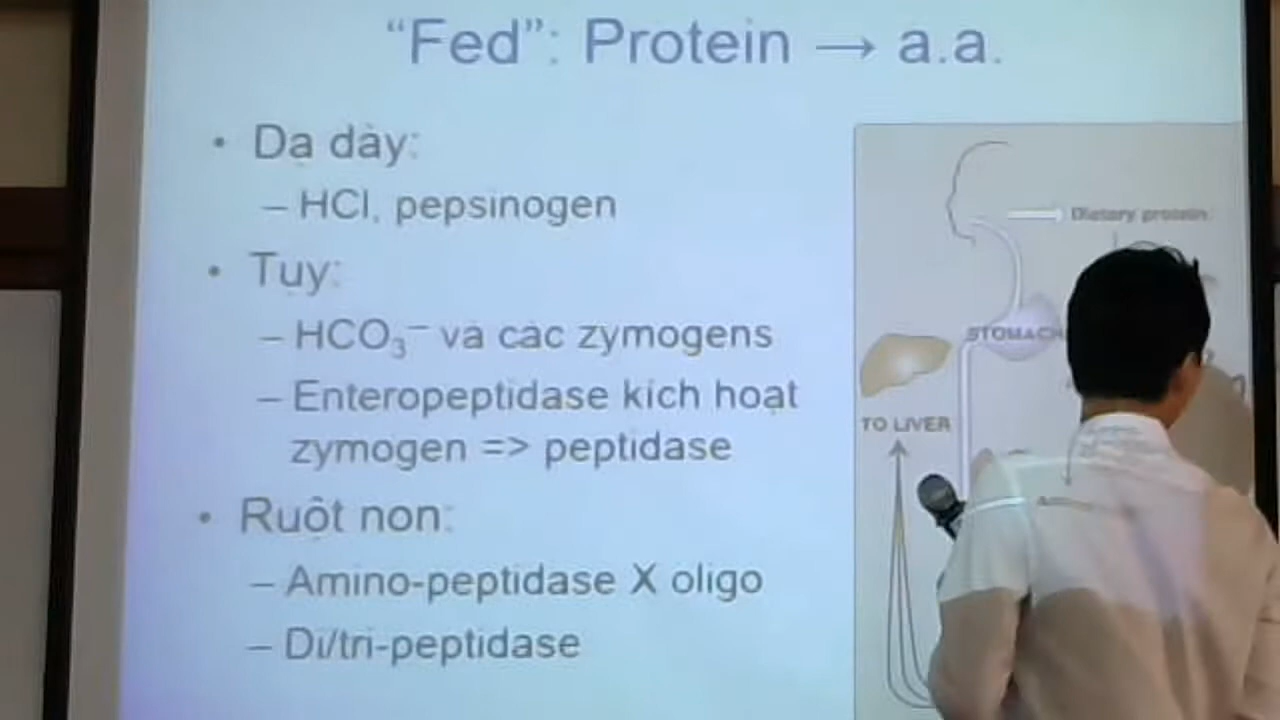 “Fed”: Protein → a.a.
• Dạ dày:
– HCl, pepsinogen
• Tụy:
– HCO₃⁻ và các zymogens
– Enteropeptidase kích hoạt
zymogen => peptidase
• Ruột non:
– Amino-peptidase X oligo
– Di/tri-peptidase
Dietary protein
STOMACH
TO LIVER